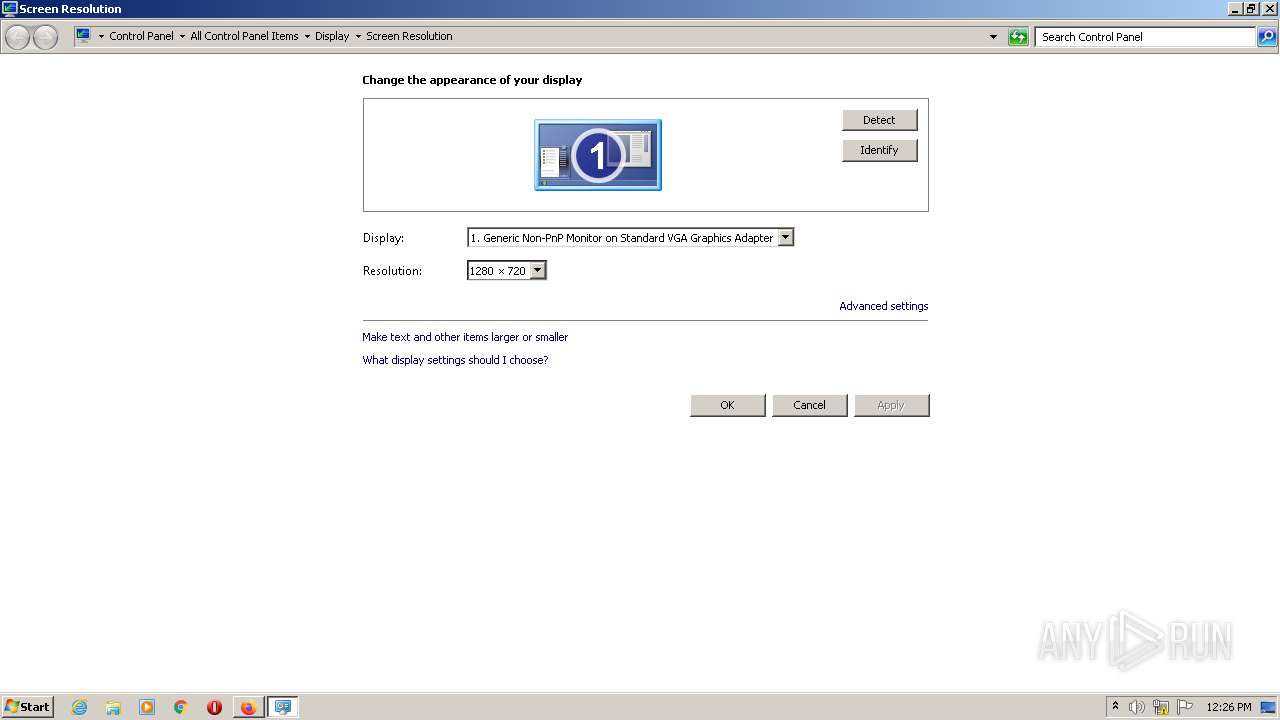 Screen Resolution
Control Panel All Control Panel Items Display Screen Resolution
Search Control Panel
Change the appearance of your display
1
Detect
Identify
Display: 1. Generic Non-PnP Monitor on Standard VGA Graphics Adapter
Resolution: 1280 × 720
Advanced settings
Make text and other items larger or smaller
What display settings should I choose?
OK Cancel Apply
ANY RUN
Start 12:26 PM